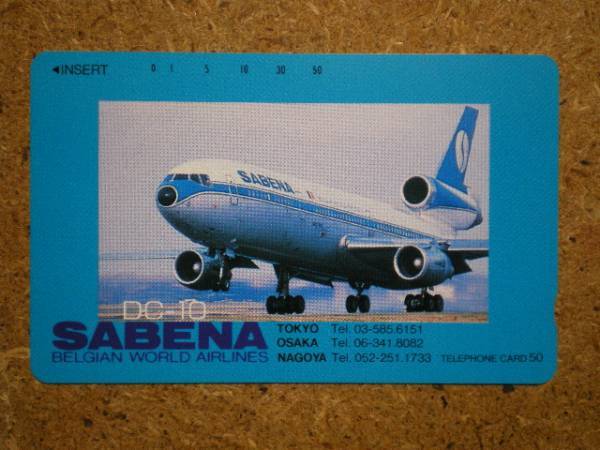 ◄INSERT 0 1 5 10 30 50
SABENA
S
DC-10
SABENA
BELGIAN WORLD AIRLINES
TOKYO Tel. 03-585.6151
OSAKA Tel. 06-341.8082
NAGOYA Tel. 052-251.1733
TELEPHONE CARD 50